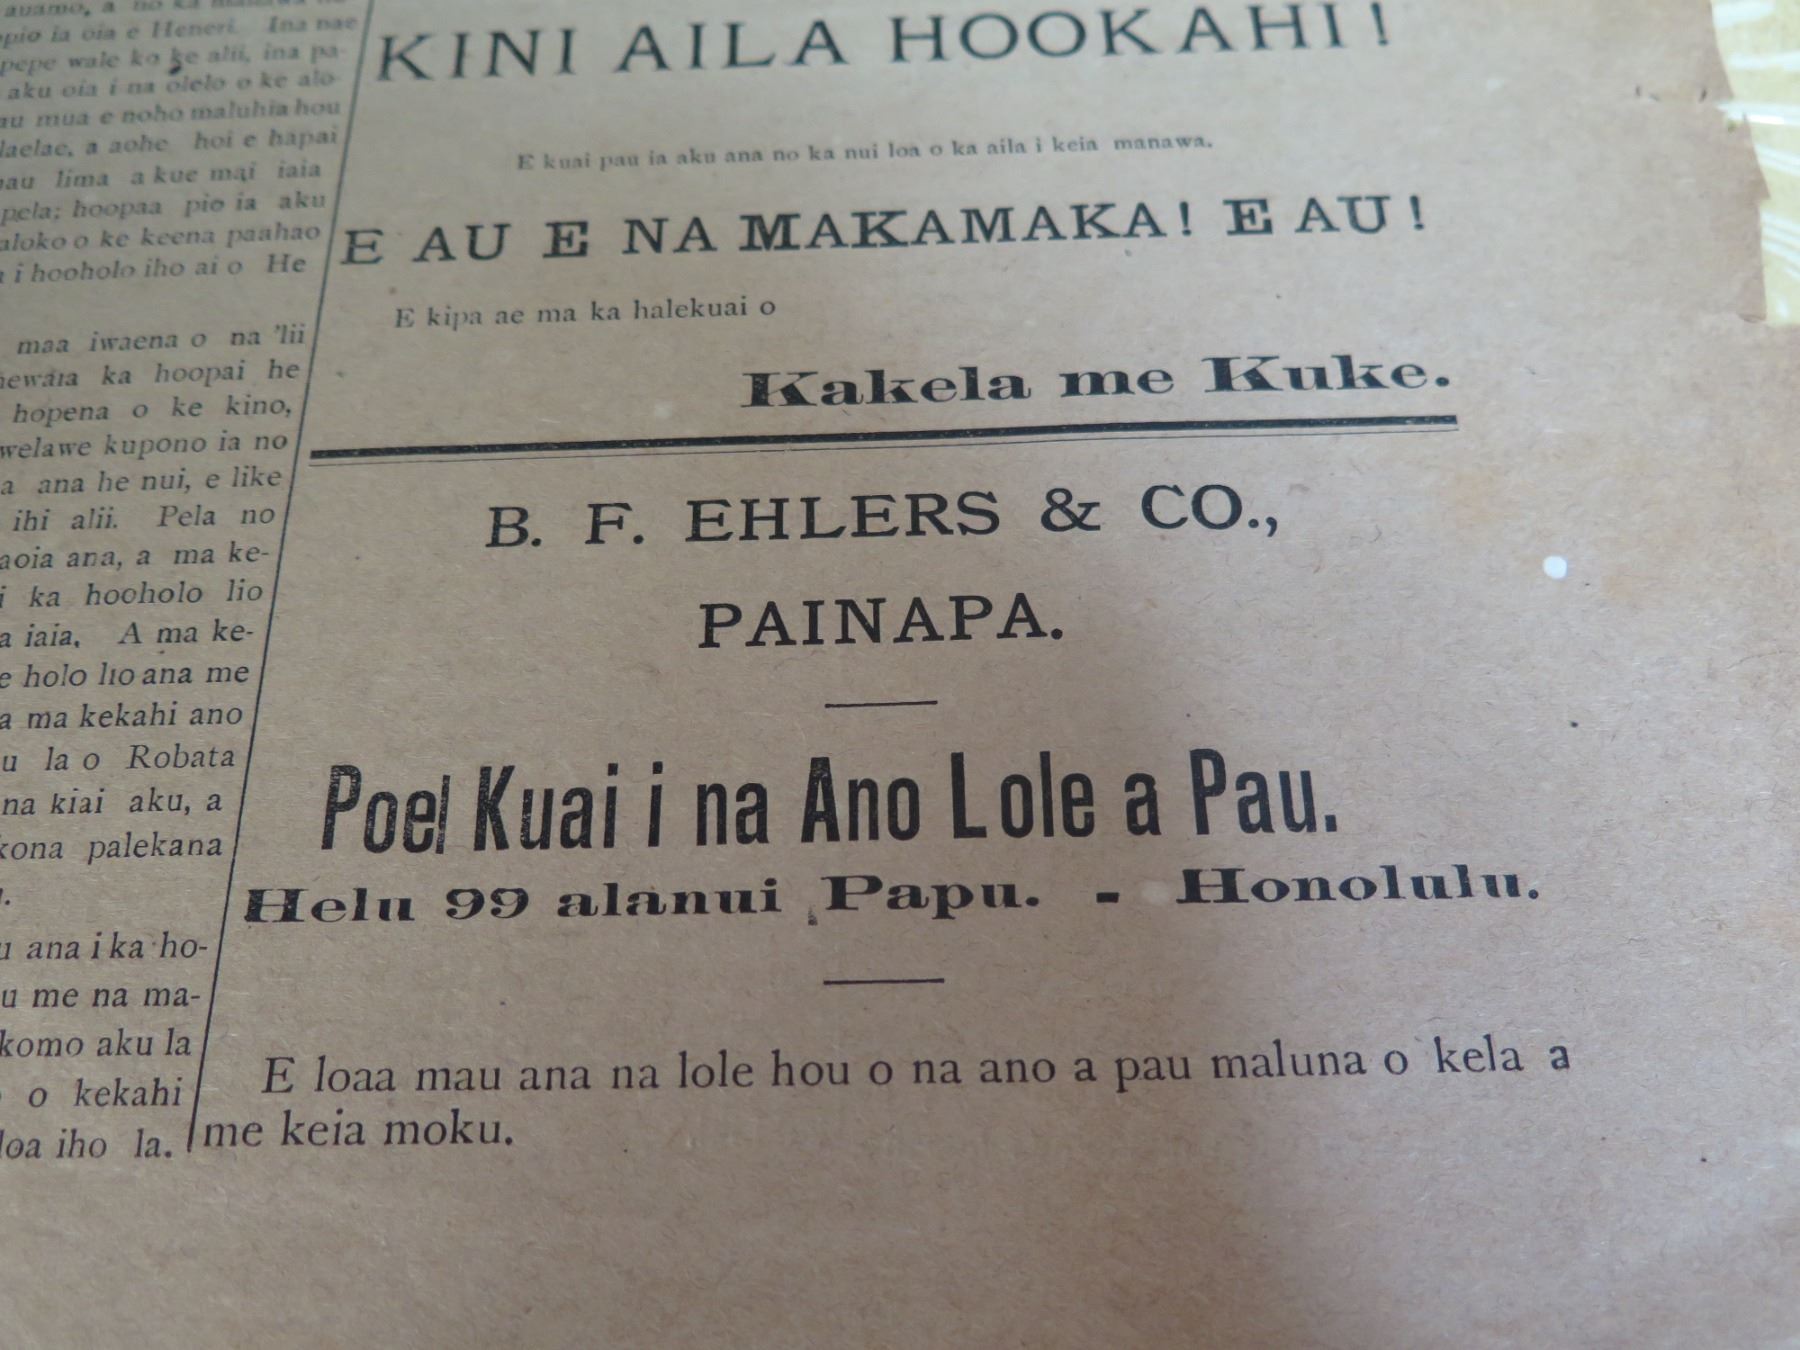 auamo, a no ka
pio ia oia e Heneri. Ina nae
pepe wale ko ke alii, ina pa-
aku oia i na olelo o ke alo-
au mua e noho maluhia hou
laelae, a aohe hoi e hapai
pau lima a kue mai iaia
pela; hoopaa pio ia aku
aloko o ke keena paahao
i hooholo iho ai o He
maa iwaena o na 'lii
ka hoopai he
hopena o ke kino,
welawe kupono ia no
a ana he nui, e like
ihi alii. Pela no
aoia ana, a ma ke-
i ka hooholo lio
a iaia. A ma ke-
e holo lio ana me
a ma kekahi ano
u la o Robata
na kiai aku, a
kona palekana
u ana i ka ho-
u me na ma-
komo aku la
o kekahi
loa iho la.
KINI AILA HOOKAHI!
E kuai pau ia aku ana no ka nui loa o ka aila i keia manawa.
E AU E NA MAKAMAKA! E AU!
E kipa ae ma ka halekuai o
Kakela me Kuke.
B. F. EHLERS & CO.,
PAINAPA.
Poel Kuai i na Ano Lole a Pau.
Helu 99 alanui Papu. - Honolulu.
E loaa mau ana na lole hou o na ano a pau maluna o kela a
me keia moku.